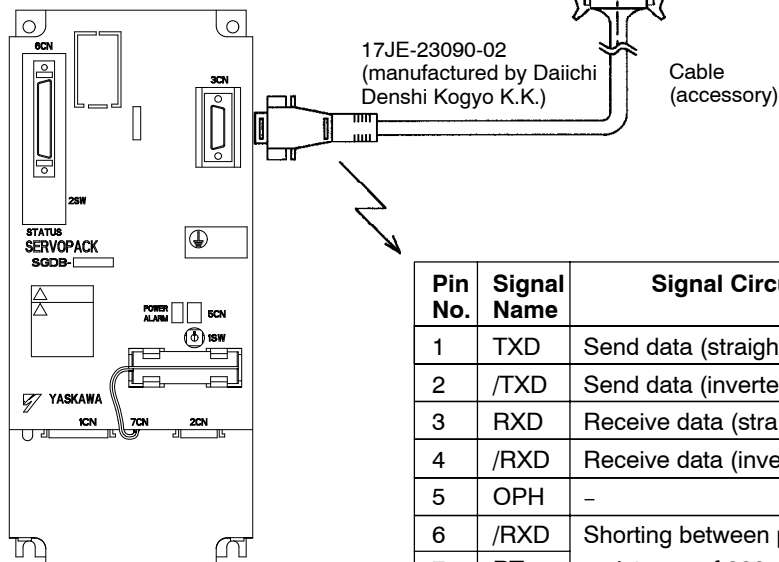 6CN
3CN
17JE-23090-02
(manufactured by Daiichi
Denshi Kogyo K.K.)
Cable
(accessory)
2SW
STATUS
SERVOPACK
SGDB-
POWER
ALARM
5CN
1SW
YASKAWA
1CN
7CN
2CN
Pin No. Signal Name Signal Circu
1 TXD Send data (straigh
2 /TXD Send data (inverte
3 RXD Receive data (stra
4 /RXD Receive data (inve
5 OPH –
6 /RXD Shorting between p